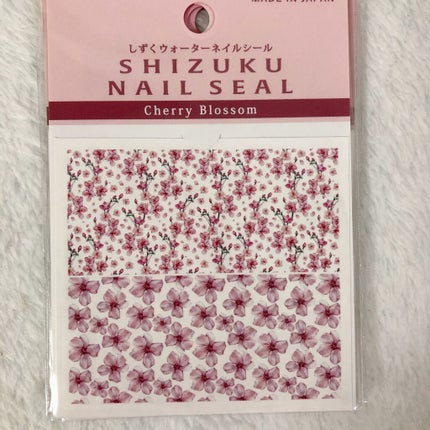 MADE IN JAPAN
しずくウォーターネイルシール
SHIZUKU
NAIL SEAL
Cherry Blossom